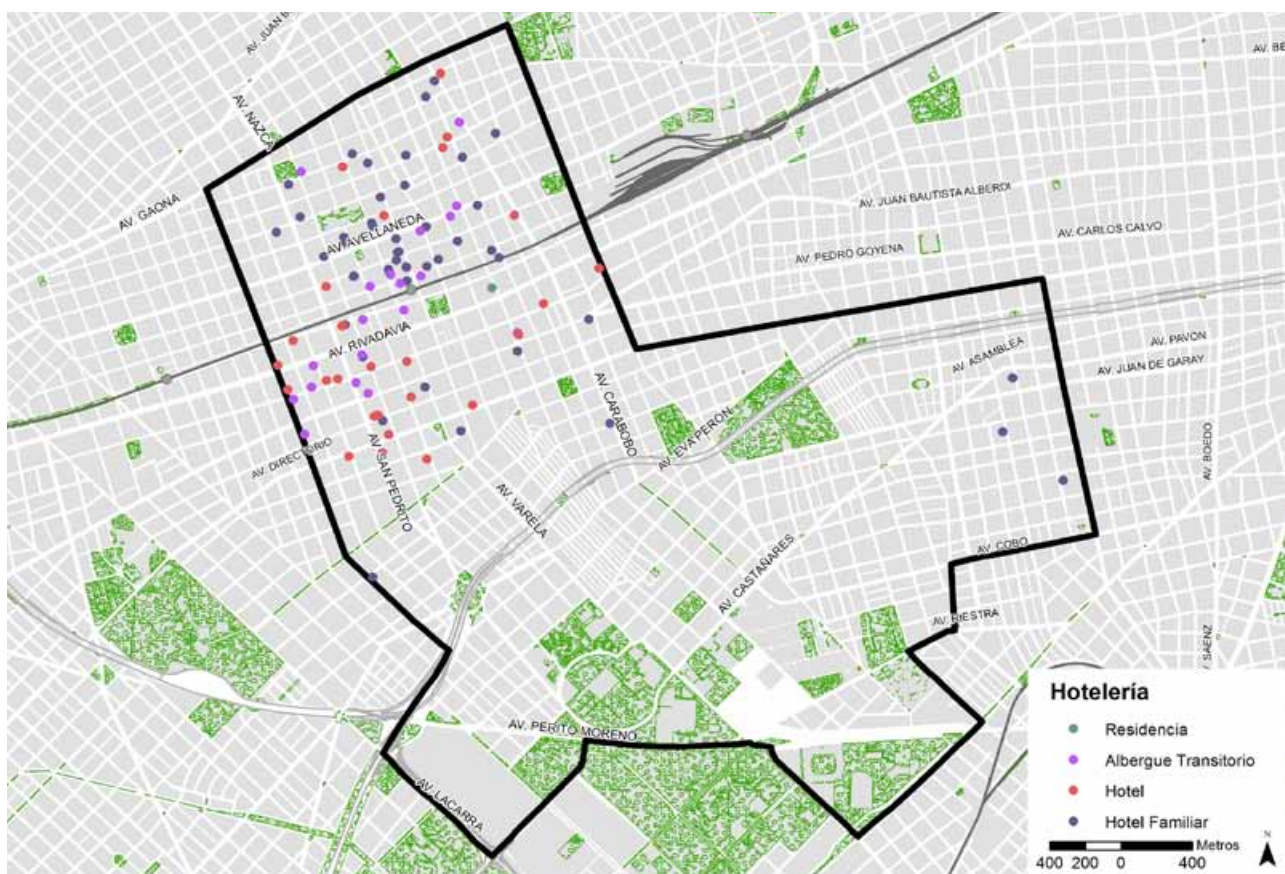 AV. JUAN B
AV. NAZCA
AV. BE
AV. GAONA
AV. AVELLANEDA
AV. JUAN BAUTISTA ALBERDI
AV. CARLOS CALVO
AV. PEDRO GOYENA
AV. RIVADAVIA
AV. PAVON
AV. ASAMBLEA
AV. JUAN DE GARAY
AV. CARABOBO
AV. EVA PERON
AV. BOEDO
AV. DIRECTORIO
AV. SAN PEDRITO
AV. VARELA
AV. COBO
AV. CASTAÑARES
AV. RIESTRA
SAENZ
AV. PERITO MORENO
AV. LACARRA
Hotelería
Residencia
Albergue Transitorio
Hotel
Hotel Familiar
Metros
400 200 0 400
N